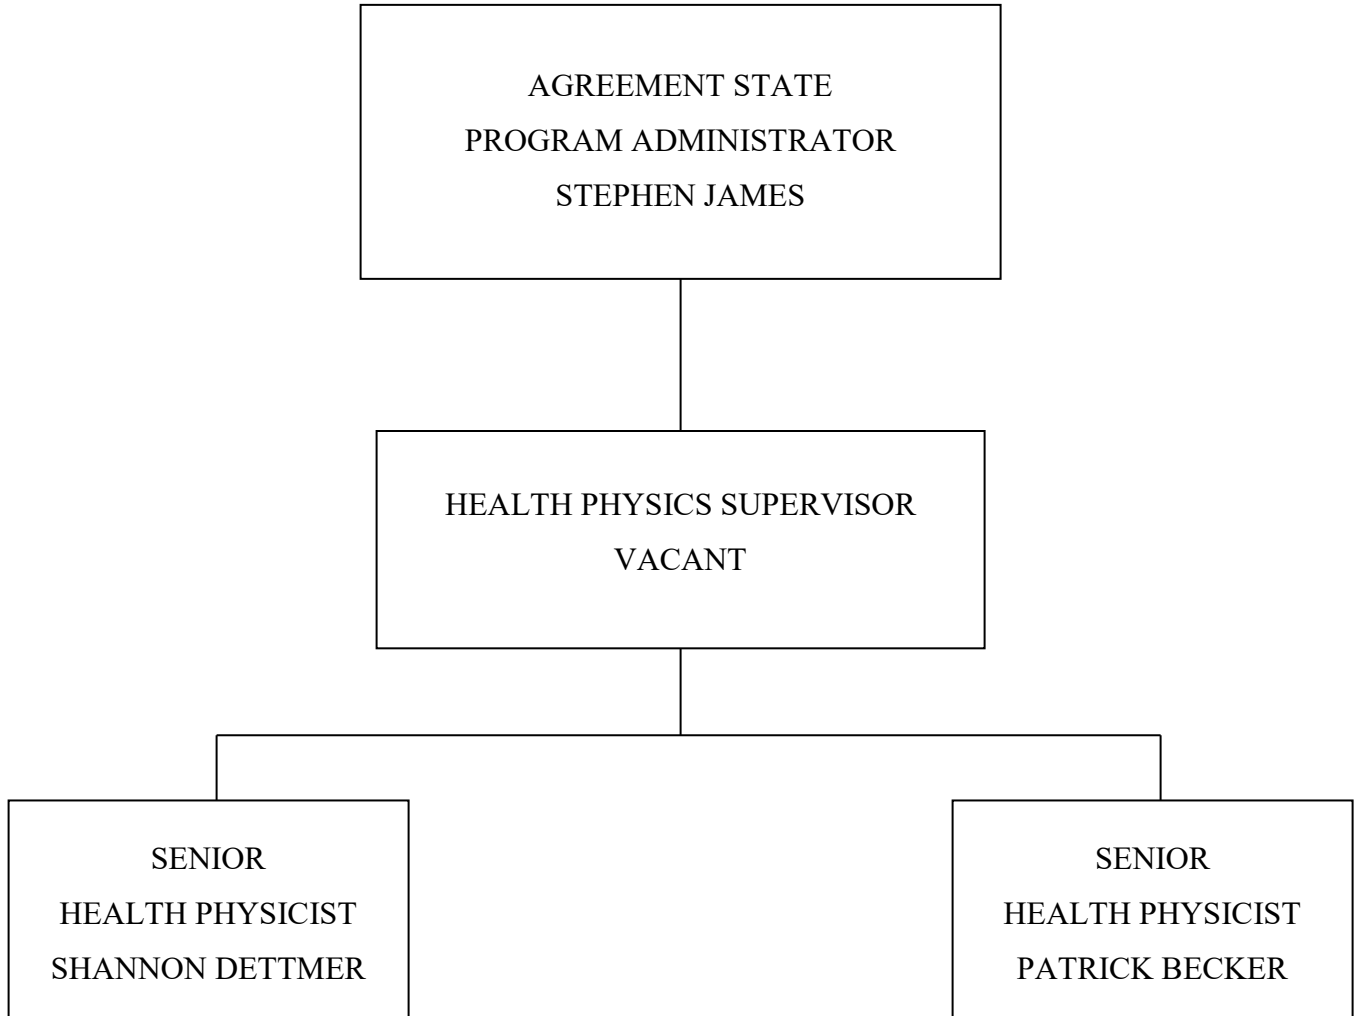 AGREEMENT STATE
PROGRAM ADMINISTRATOR
STEPHEN JAMES
HEALTH PHYSICS SUPERVISOR
VACANT
SENIOR
HEALTH PHYSICIST
SHANNON DETTMER
SENIOR
HEALTH PHYSICIST
PATRICK BECKER